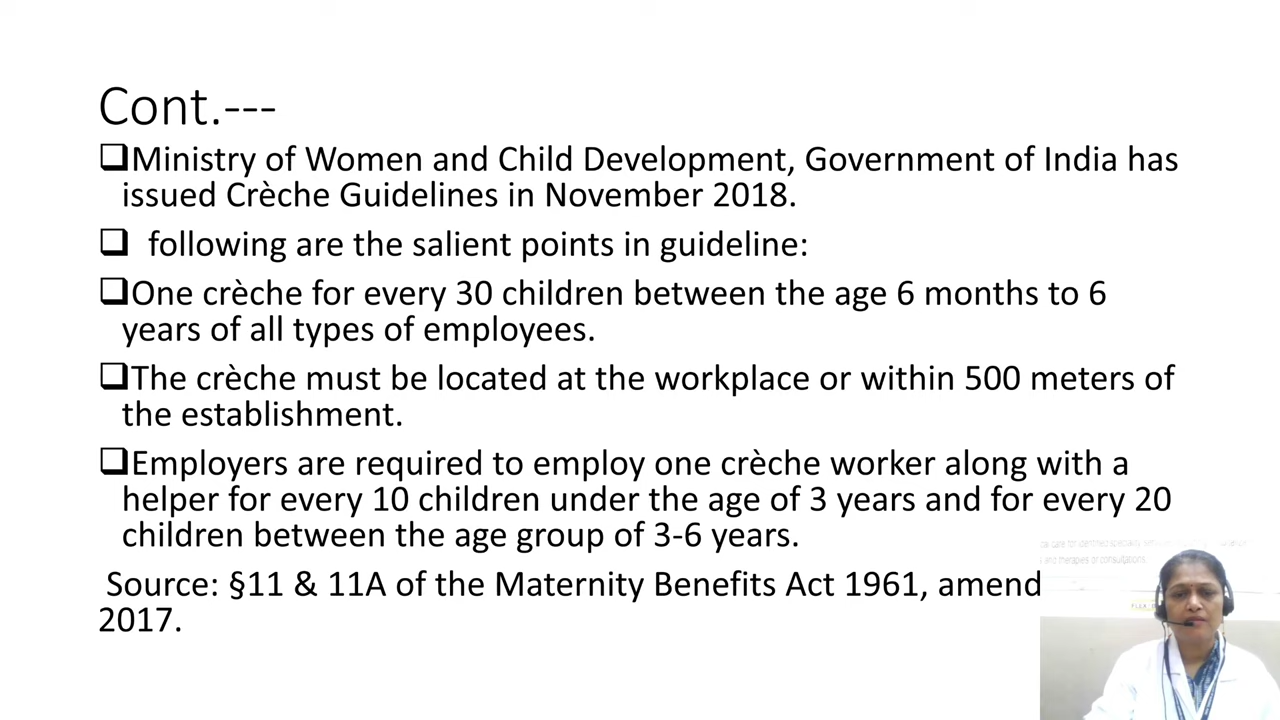 Cont.---
❑Ministry of Women and Child Development, Government of India has
issued Crèche Guidelines in November 2018.
❑ following are the salient points in guideline:
❑One crèche for every 30 children between the age 6 months to 6
years of all types of employees.
❑The crèche must be located at the workplace or within 500 meters of
the establishment.
❑Employers are required to employ one crèche worker along with a
helper for every 10 children under the age of 3 years and for every 20
children between the age group of 3-6 years.
Source: §11 & 11A of the Maternity Benefits Act 1961, amend
2017.
and therapies or consultations